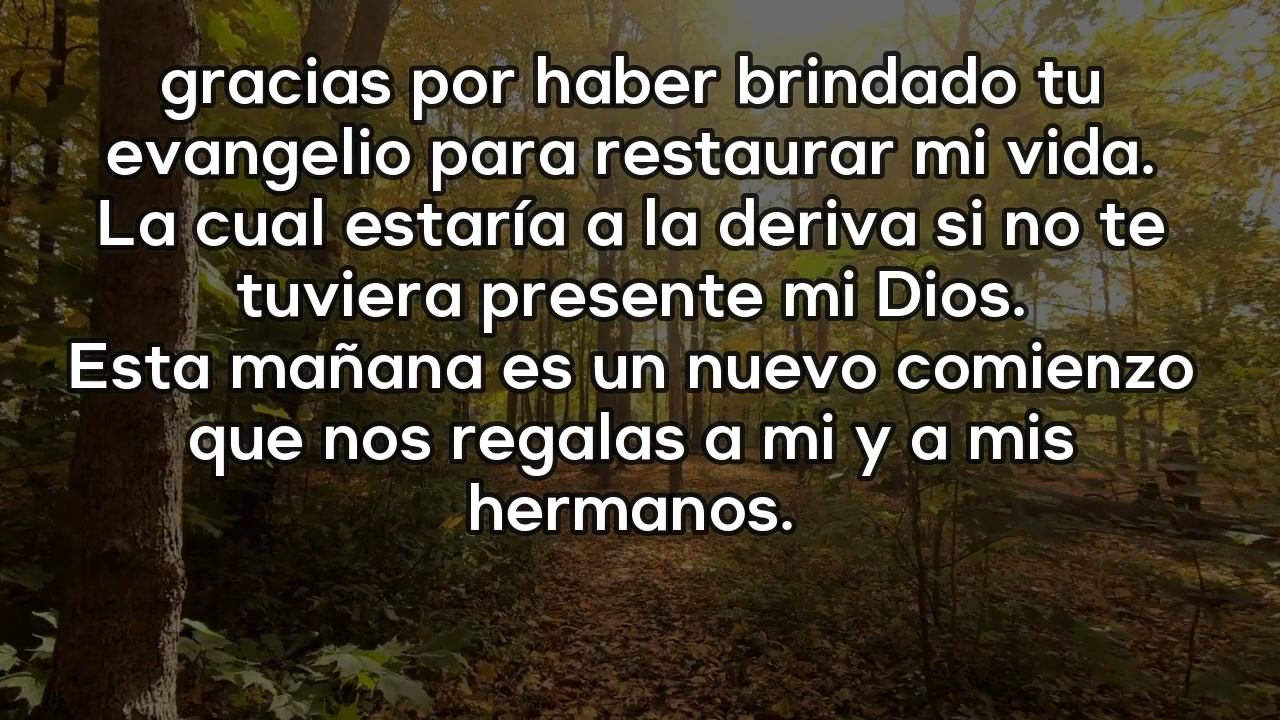 gracias por haber brindado tu
evangelio para restaurar mi vida.
La cual estaría a la deriva si no te
tuviera presente mi Dios.
Esta mañana es un nuevo comienzo
que nos regalas a mi y a mis
hermanos.